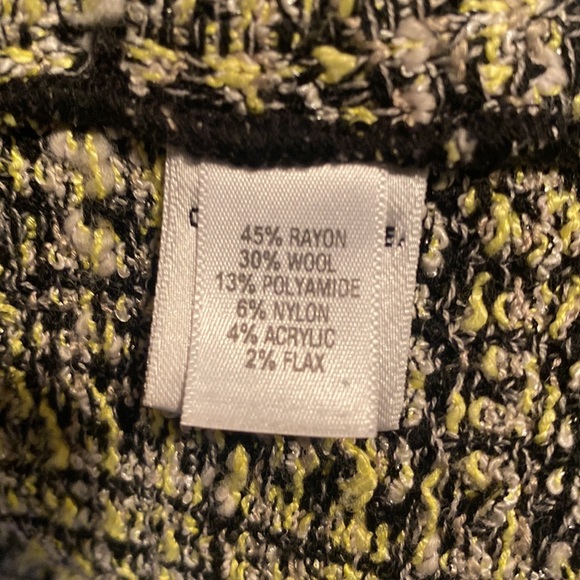 45% RAYON
30% WOOL
13% POLYAMIDE
6% NYLON
4% ACRYLIC
2% FLAX